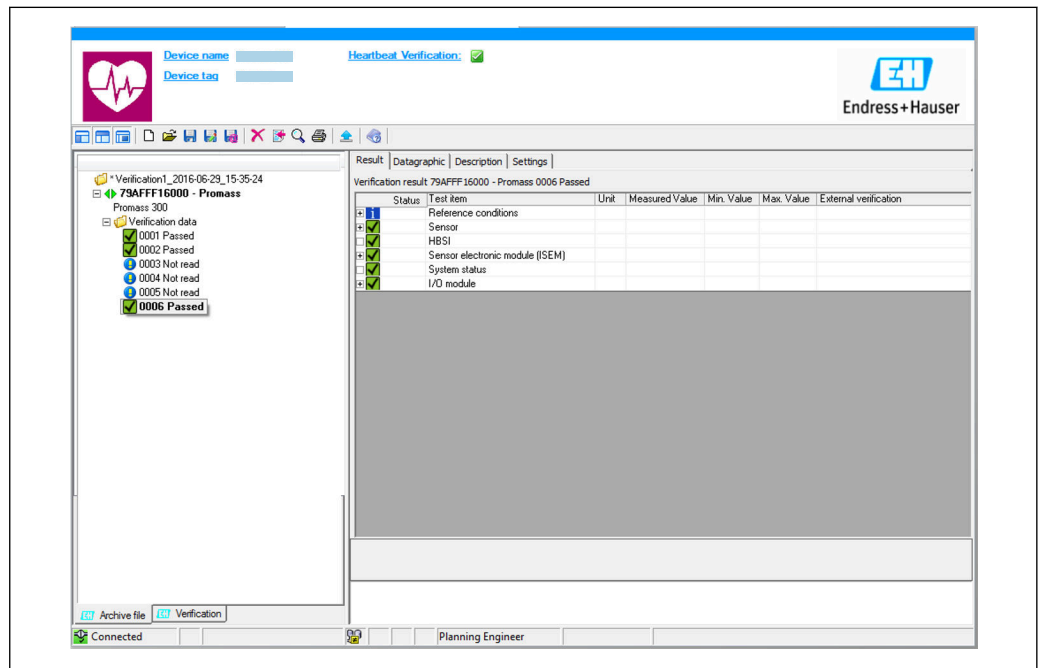 Device name
Heartbeat Verification:
Device tag
Endress+Hauser
Result Datagraphic Description Settings
* Verification1_2016-06-29_15-35-24
79AFFF16000 - Promass
Promass 300
Verification data
0001 Passed
0002 Passed
0003 Not read
0004 Not read
0005 Not read
0006 Passed
Verification result 79AFFF16000 - Promass 0006 Passed
Status Test item Unit Measured Value Min. Value Max. Value External verification
Reference conditions
Sensor
HBSI
Sensor electronic module (ISEM)
System status
I/O module
Archive file Verification
Connected Planning Engineer